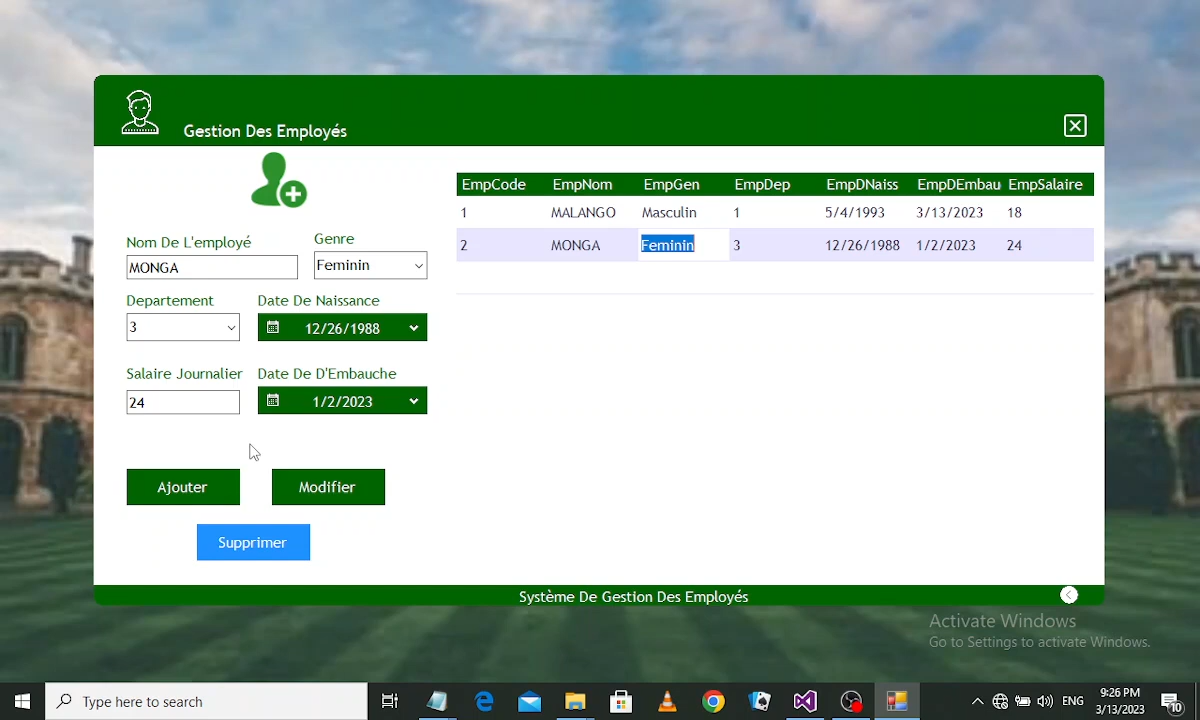 Gestion Des Employés
EmpCode EmpNom EmpGen EmpDep EmpDNaiss EmpDEmbau EmpSalaire
1 MALANGO Masculin 1 5/4/1993 3/13/2023 18
2 MONGA Feminin 3 12/26/1988 1/2/2023 24
Nom De L'employé Genre
MONGA Feminin
Departement Date De Naissance
3 12/26/1988
Salaire Journalier Date De D'Embauche
24 1/2/2023
Ajouter Modifier
Supprimer
Système De Gestion Des Employés
Activate Windows
Go to Settings to activate Windows.
Type here to search
ENG
9:26 PM
3/13/2023
10